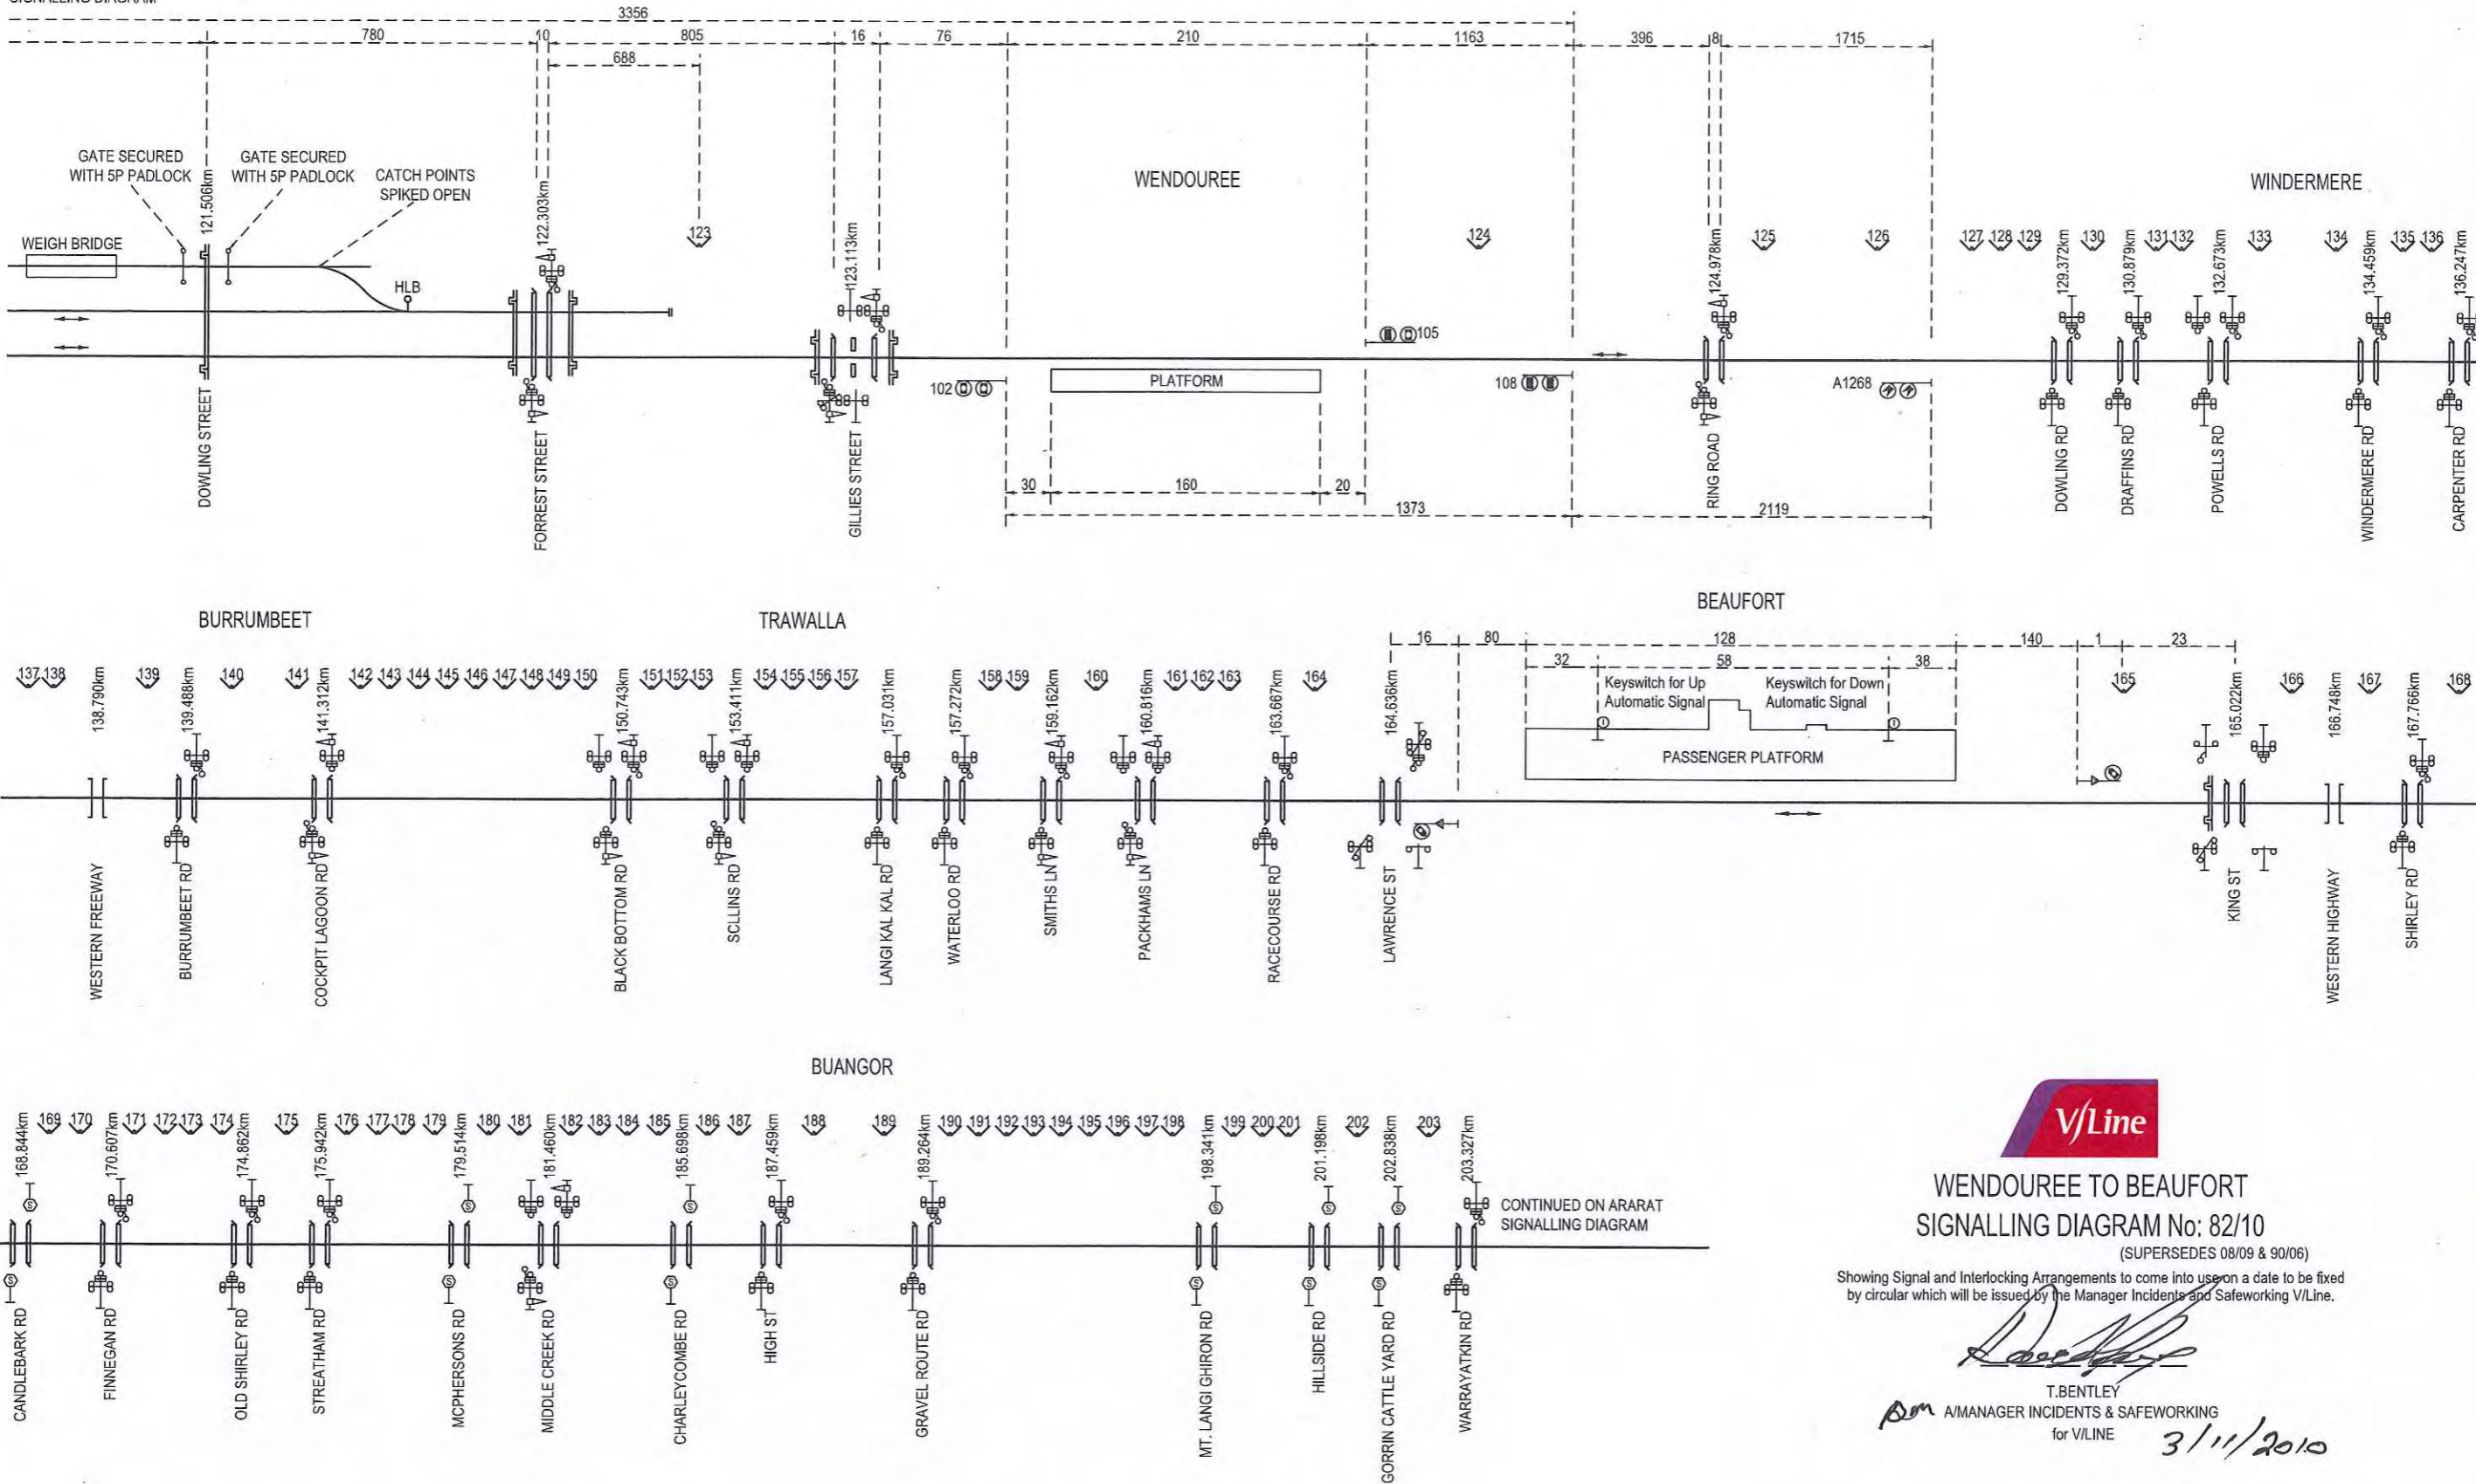 3356
780
10
805
16
76
210
1163
396
8
1715
688
GATE SECURED
WITH 5P PADLOCK
GATE SECURED
WITH 5P PADLOCK
CATCH POINTS
SPIKED OPEN
WEIGH BRIDGE
HLB
121.506km
122.303km
123
123.113km
WENDOUREE
124
124.978km
125
126
WINDERMERE
127
128
129
129.372km
130
130.879km
131
132
132.673km
133
134
134.459km
135
136
136.247km
105
102
PLATFORM
108
A1268
DOWLING STREET
FORREST STREET
GILLIES STREET
RING ROAD
DOWLING RD
DRAFFINS RD
POWELLS RD
WINDERMERE RD
CARPENTER RD
30
160
20
1373
2119
BURRUMBEET
TRAWALLA
BEAUFORT
16
80
128
140
1
23
32
58
38
Keyswitch for Up
Automatic Signal
Keyswitch for Down
Automatic Signal
PASSENGER PLATFORM
137
138
138.790km
139
139.488km
140
141
141.312km
142
143
144
145
146
147
148
149
150
150.743km
151
152
153
153.411km
154
155
156
157
157.031km
157.272km
158
159
159.162km
160
160.816km
161
162
163
163.667km
164
164.636km
165
165.022km
166
166.748km
167
167.766km
168
WESTERN FREEWAY
BURRUMBEET RD
COCKPIT LAGOON RD
BLACK BOTTOM RD
SCLLINS RD
LANGI KAL KAL RD
WATERLOO RD
SMITHS LN
PACKHAMS LN
RACECOURSE RD
LAWRENCE ST
KING ST
WESTERN HIGHWAY
SHIRLEY RD
BUANGOR
168.844km
169
170
170.607km
171
172
173
174
174.862km
175
175.942km
176
177
178
179
179.514km
180
181
181.460km
182
183
184
185
185.698km
186
187
187.459km
188
189
189.264km
190
191
192
193
194
195
196
197
198
198.341km
199
200
201
201.198km
202
202.838km
203
203.327km
S
S
S
S
S
S
CONTINUED ON ARARAT
SIGNALLING DIAGRAM
S
S
S
S
S
S
CANDLEBARK RD
FINNEGAN RD
OLD SHIRLEY RD
STREATHAM RD
MCPHERSONS RD
MIDDLE CREEK RD
CHARLEYCOMBE RD
HIGH ST
GRAVEL ROUTE RD
MT. LANGI GHIRON RD
HILLSIDE RD
GORRIN CATTLE YARD RD
WARRAYATKIN RD
V/Line
WENDOUREE TO BEAUFORT
SIGNALLING DIAGRAM No: 82/10
(SUPERSEDES 08/09 & 90/06)
Showing Signal and Interlocking Arrangements to come into use on a date to be fixed
by circular which will be issued by the Manager Incidents and Safeworking V/Line.
T.BENTLEY
A/MANAGER INCIDENTS & SAFEWORKING
for V/LINE
3/11/2010